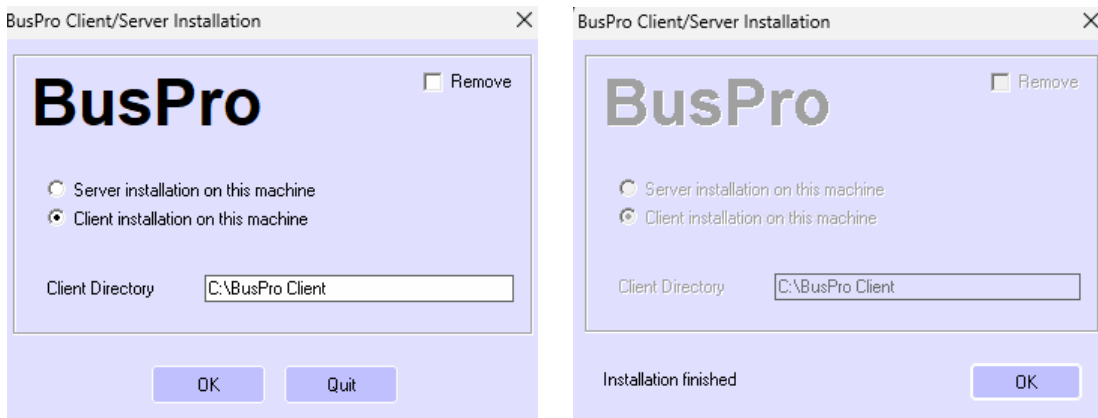 BusPro Client/Server Installation
Remove
BusPro
Server installation on this machine
Client installation on this machine
Client Directory C:\BusPro Client
OK Quit
BusPro Client/Server Installation
Remove
BusPro
Server installation on this machine
Client installation on this machine
Client Directory C:\BusPro Client
Installation finished OK